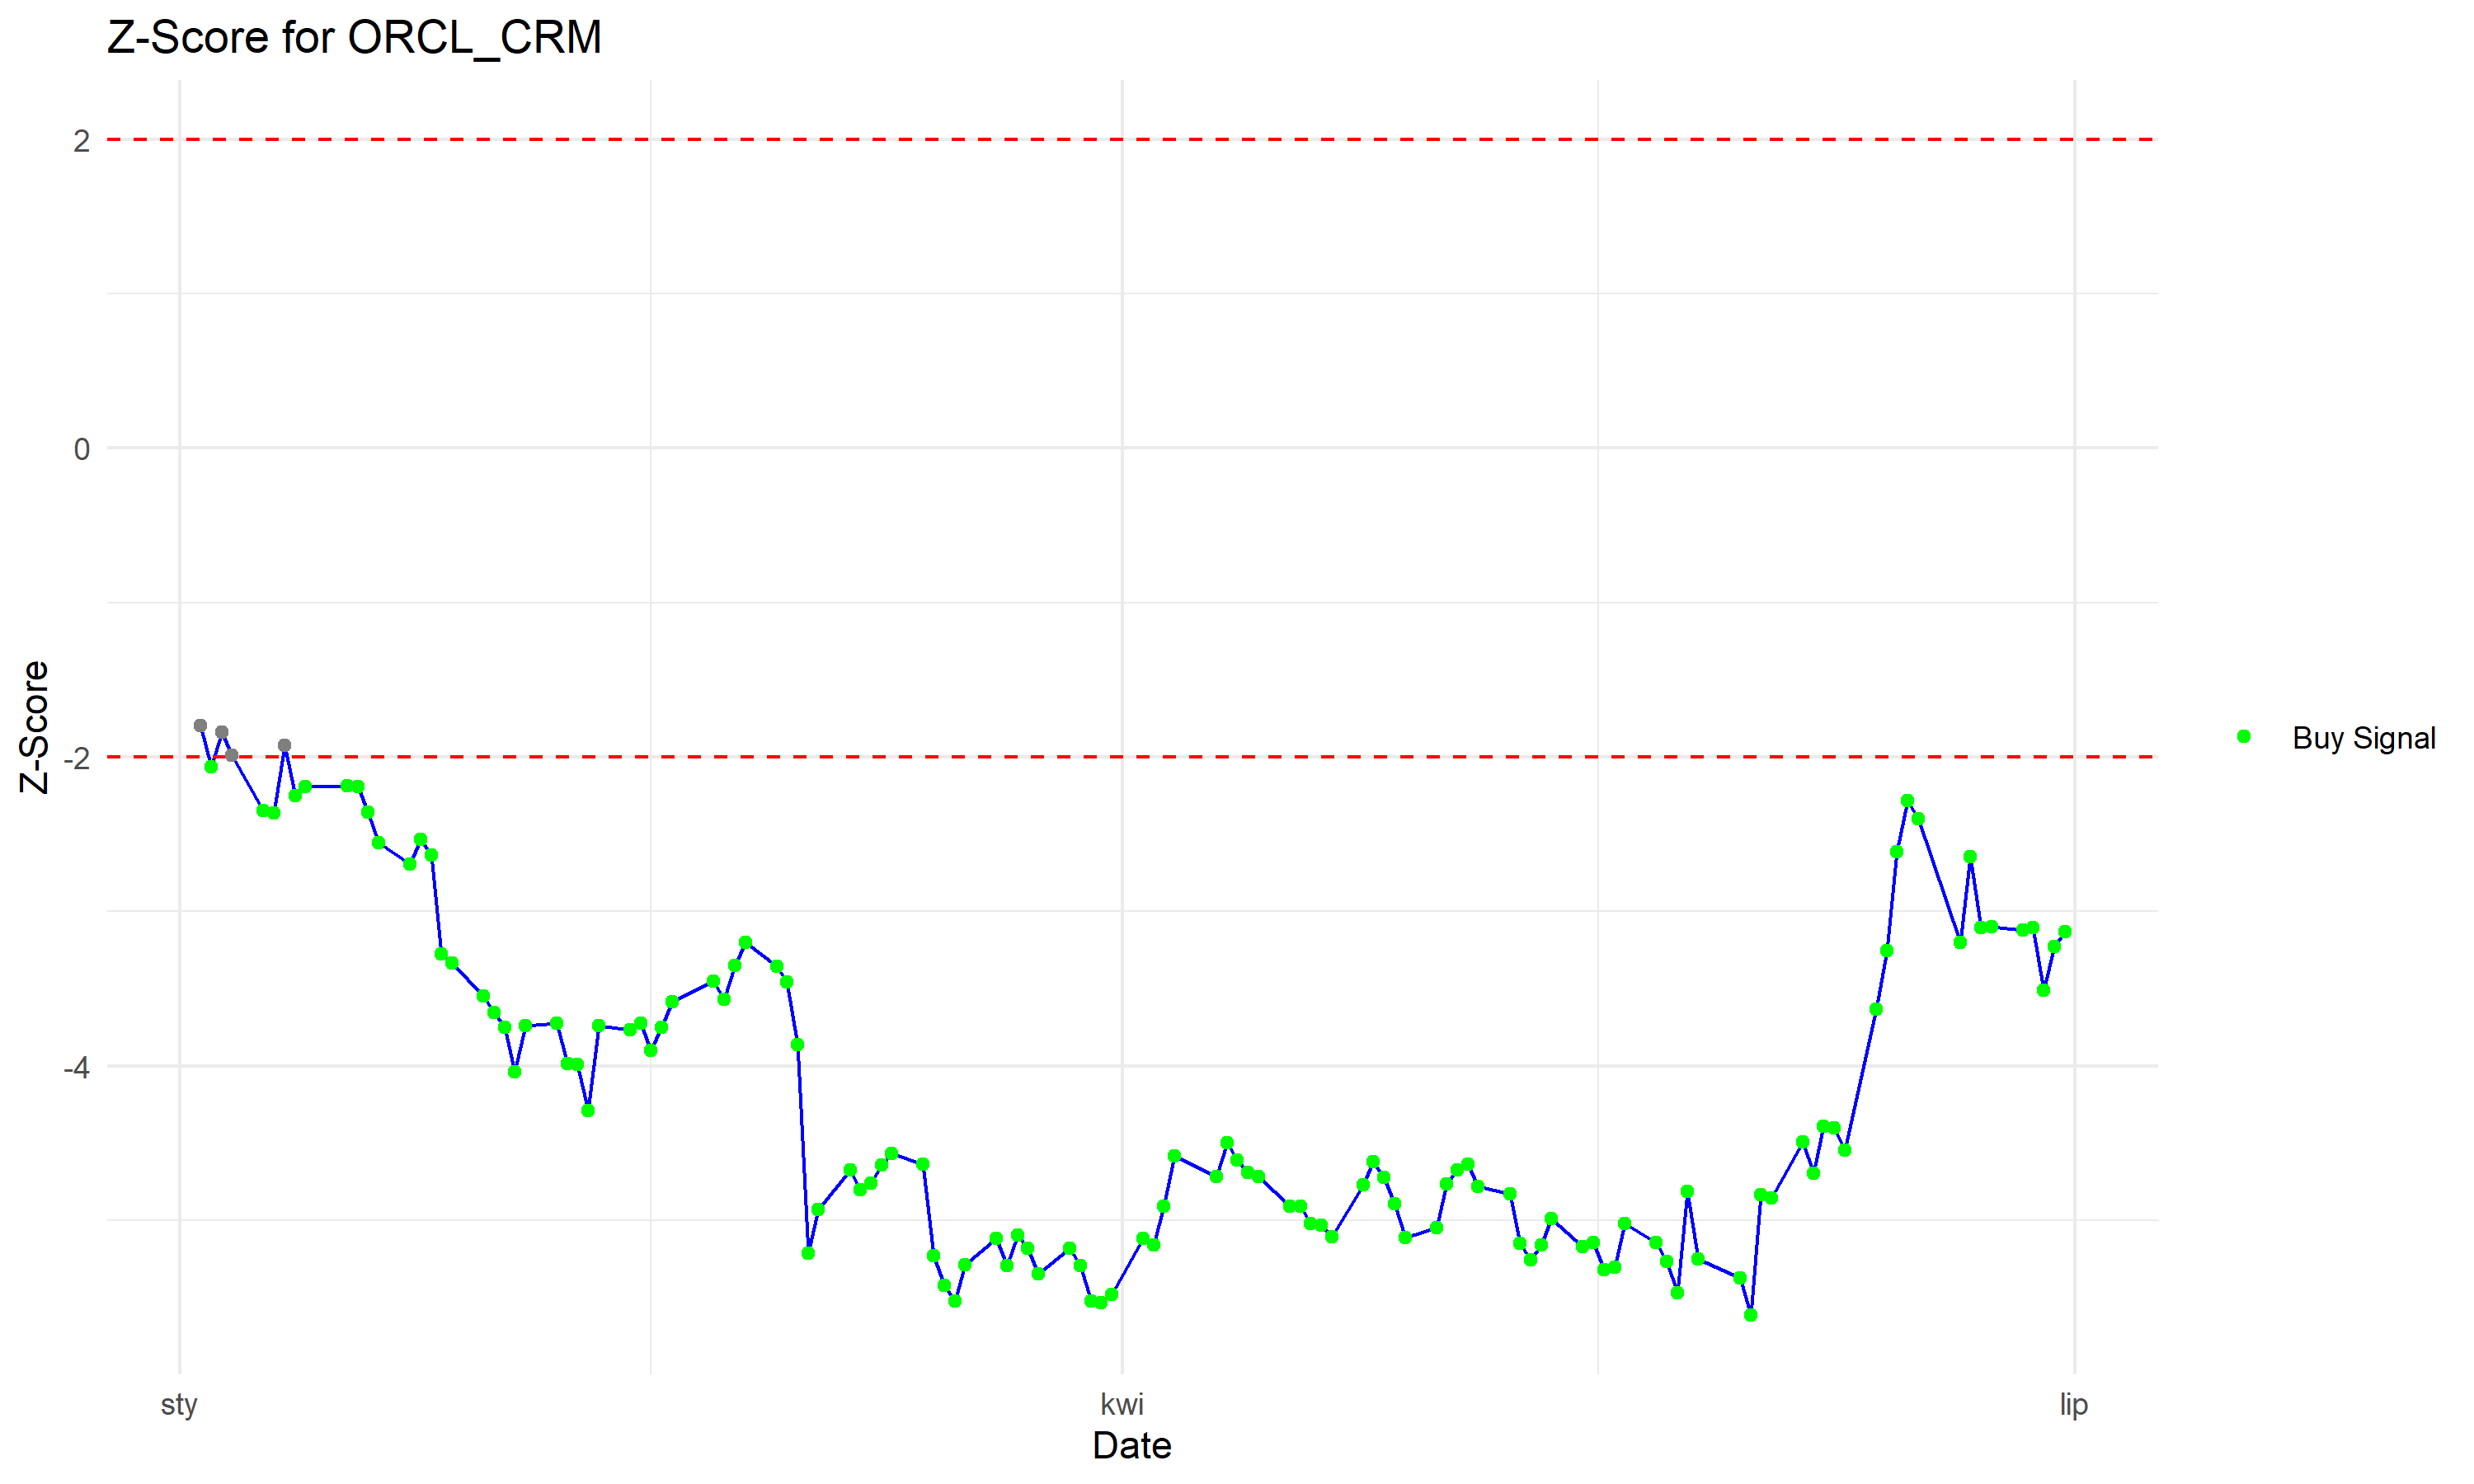 Z-Score for ORCL_CRM
2
0
-2
-4
Z-Score
sty
kwi
lip
Date
Buy Signal